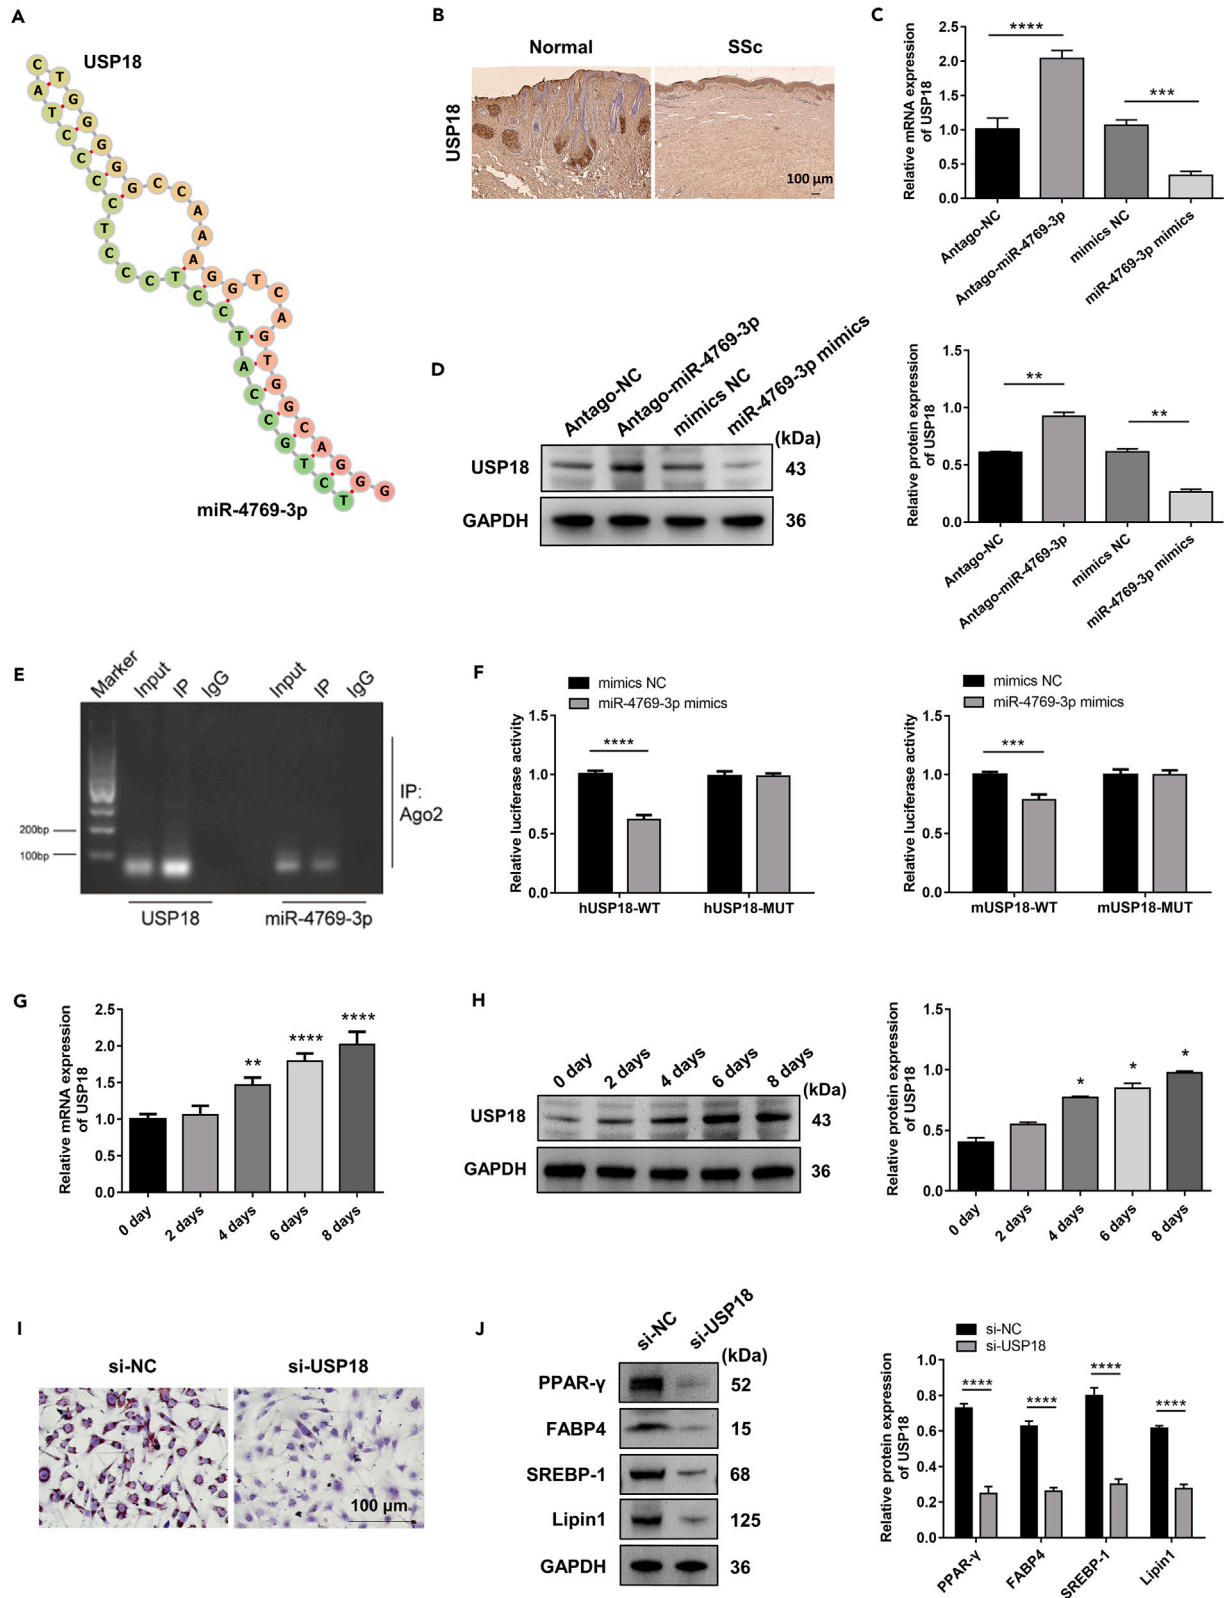 A
USP18
C T G G G G G C C A A A G G T C A G T G G C A G G G
A T C C C C T C C C T C C T A C C G T C T
miR-4769-3p
B
Normal
SSc
USP18
100 μm
C
Relative mRNA expression
of USP18
2.5
2.0
1.5
1.0
0.5
0.0
****
***
Antago-NC
Antago-miR-4769-3p
mimics NC
miR-4769-3p mimics
D
Antago-NC
Antago-miR-4769-3p
mimics NC
miR-4769-3p mimics
(kDa)
USP18
43
GAPDH
36
Relative protein expression
of USP18
1.5
1.0
0.5
0.0
**
**
Antago-NC
Antago-miR-4769-3p
mimics NC
miR-4769-3p mimics
E
Marker
Input
IP
IgG
Input
IP
IgG
200bp
100bp
IP:
Ago2
USP18
miR-4769-3p
F
mimics NC
miR-4769-3p mimics
Relative luciferase activity
1.5
1.0
0.5
0.0
****
hUSP18-WT
hUSP18-MUT
mimics NC
miR-4769-3p mimics
Relative luciferase activity
1.5
1.0
0.5
0.0
***
mUSP18-WT
mUSP18-MUT
G
Relative mRNA expression
of USP18
2.5
2.0
1.5
1.0
0.5
0.0
**
****
****
0 day
2 days
4 days
6 days
8 days
H
0 day
2 days
4 days
6 days
8 days
(kDa)
USP18
43
GAPDH
36
Relative protein expression
of USP18
1.5
1.0
0.5
0.0
*
*
*
0 day
2 days
4 days
6 days
8 days
I
si-NC
si-USP18
100 μm
J
si-NC
si-USP18
(kDa)
PPAR-γ
52
FABP4
15
SREBP-1
68
Lipin1
125
GAPDH
36
si-NC
si-USP18
Relative protein expression
of USP18
1.0
0.8
0.6
0.4
0.2
0.0
****
****
****
****
PPAR-γ
FABP4
SREBP-1
Lipin1